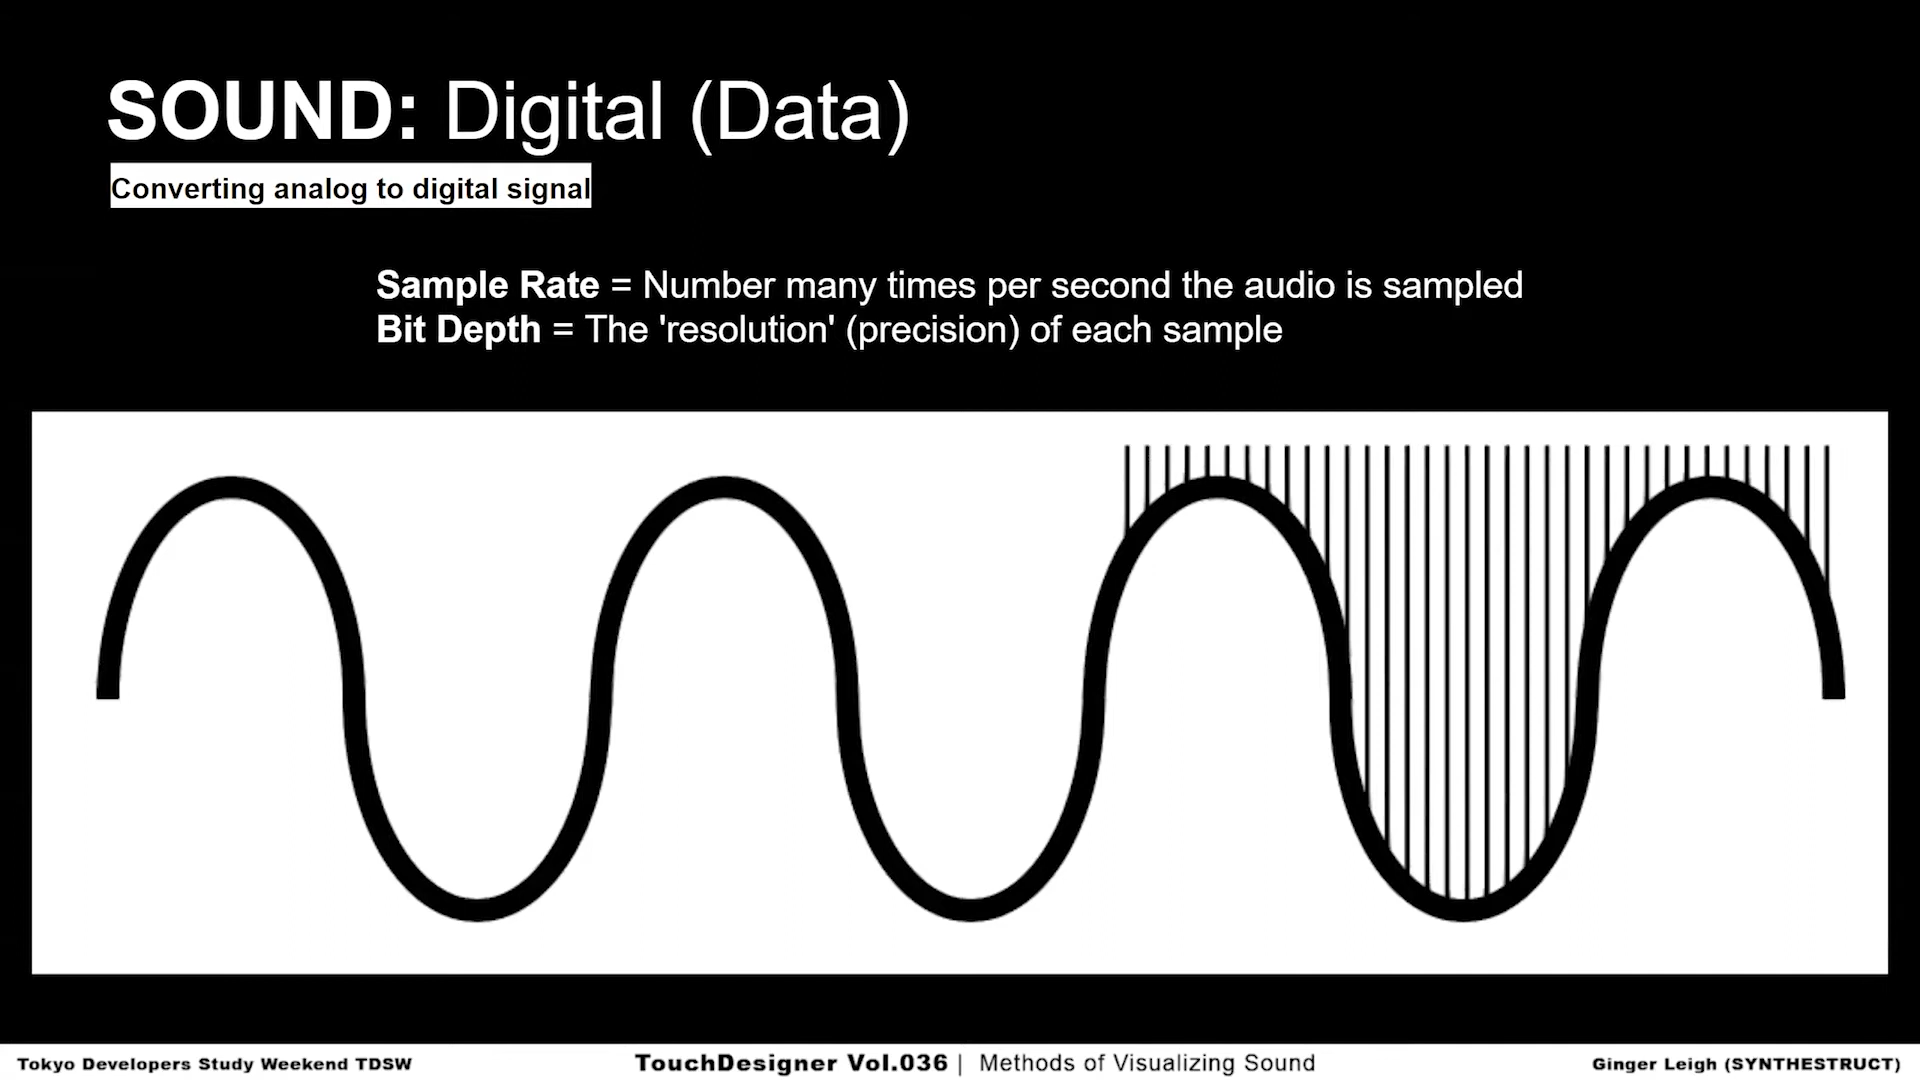 SOUND: Digital (Data)
Converting analog to digital signal
Sample Rate = Number many times per second the audio is sampled
Bit Depth = The 'resolution' (precision) of each sample
Tokyo Developers Study Weekend TDSW
TouchDesigner Vol.036 | Methods of Visualizing Sound
Ginger Leigh (SYNTHESTRUCT)